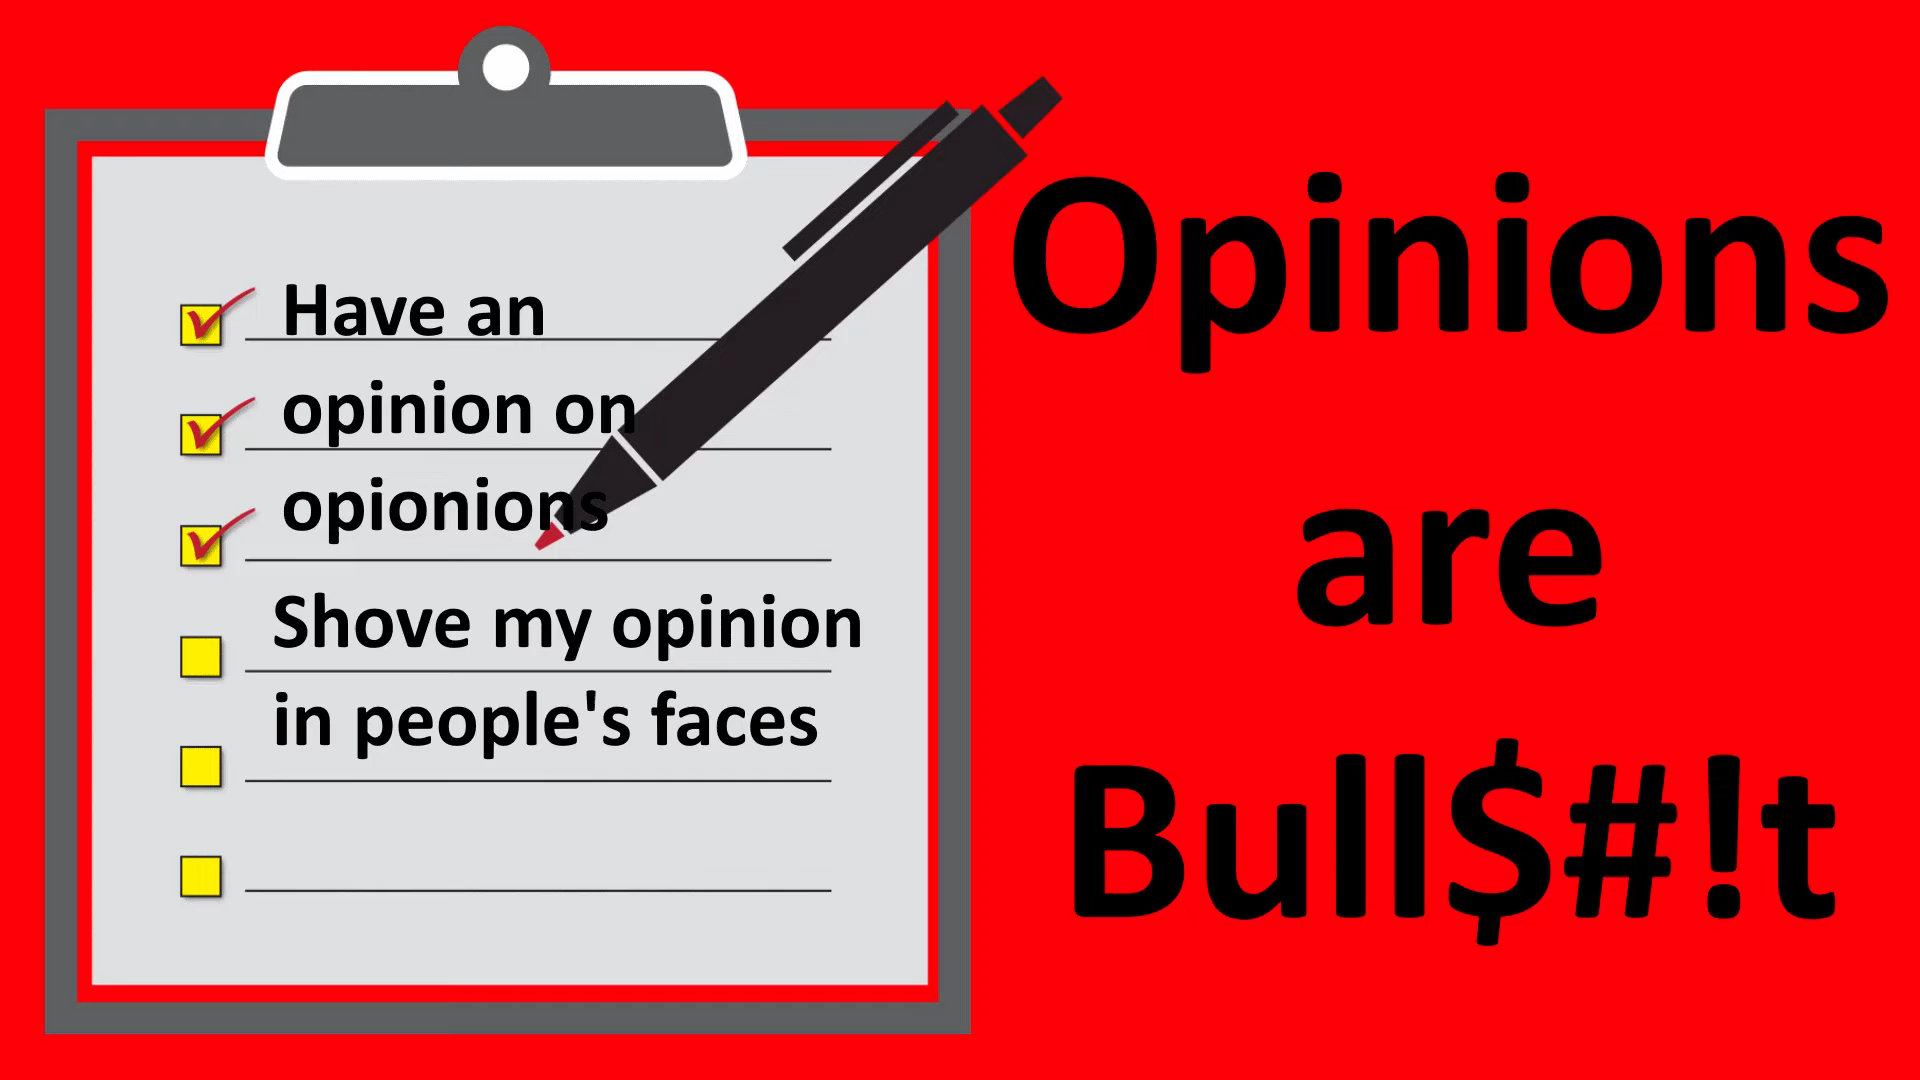 Have an
opinion on
opionions
Shove my opinion
in people's faces
Opinions
are
Bull$#!t